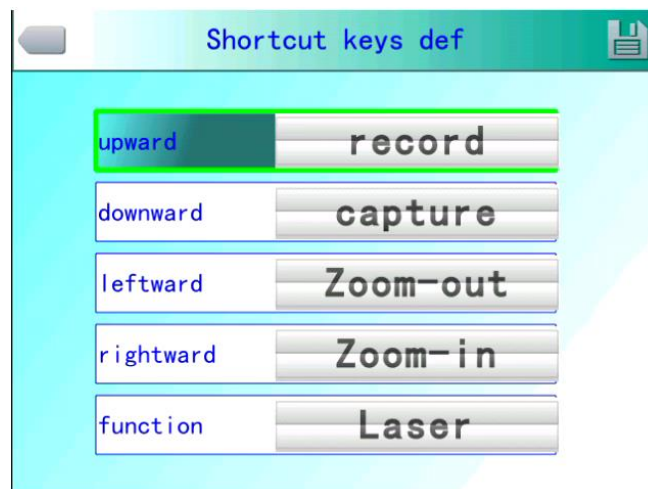 Shortcut keys def
upward record
downward capture
leftward Zoom-out
rightward Zoom-in
function Laser